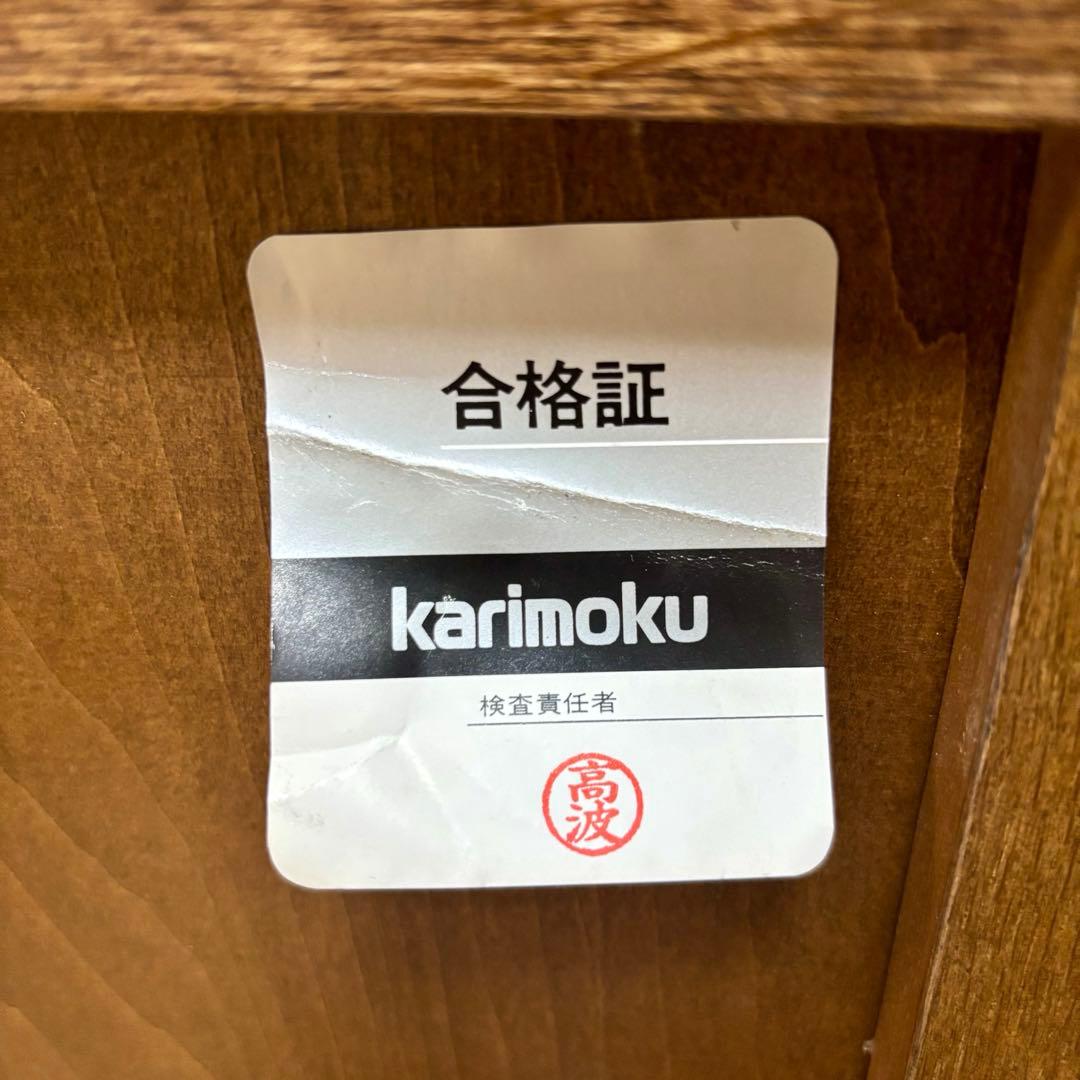 合格証
karimoku
検査責任者
高波